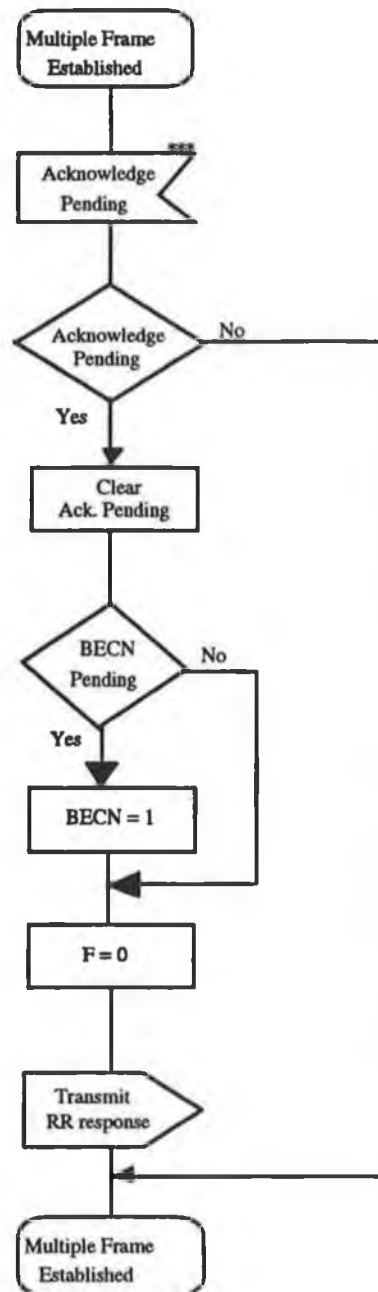 Multiple Frame
Established
***
Acknowledge
Pending
Acknowledge
Pending
No
Yes
Clear
Ack. Pending
BECN
Pending
No
Yes
BECN = 1
F = 0
Transmit
RR response
Multiple Frame
Established